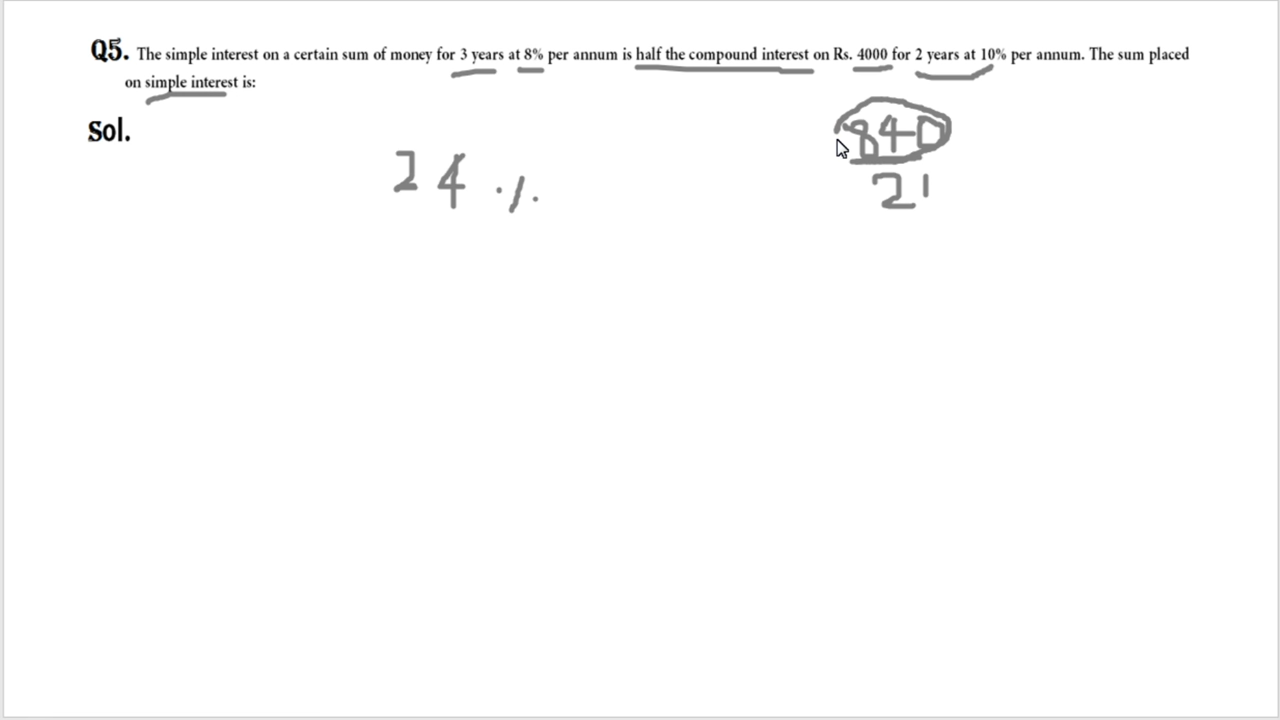 Q5. The simple interest on a certain sum of money for 3 years at 8% per annum is half the compound interest on Rs. 4000 for 2 years at 10% per annum. The sum placed
on simple interest is:
Sol.
840
24 %
21